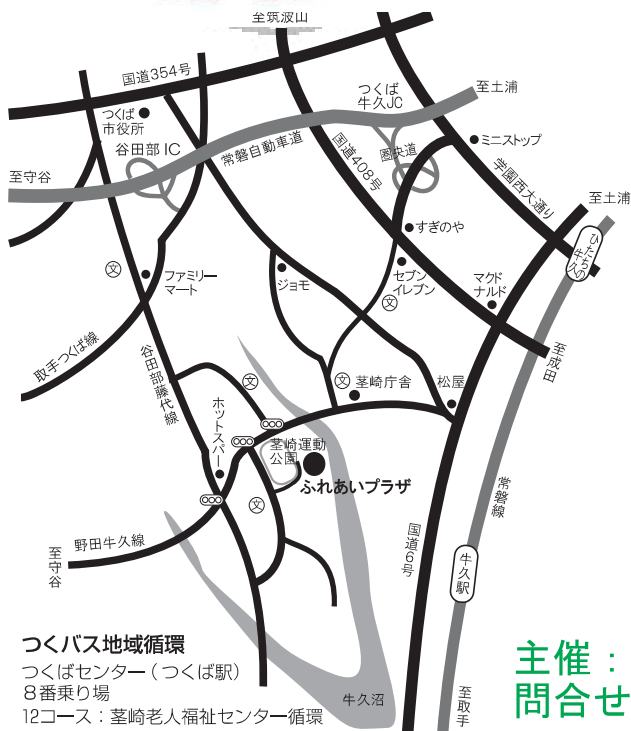 至筑波山
国道354号
つくば
牛久JC
至土浦
つくば
市役所
谷田部IC
常磐自動車道
国道408号
圏央道
ミニストップ
学園西大通り
至守谷
至土浦
すぎのや
ひたちの
牛久
文
ファミリー
マート
ジョモ
セブン
イレブン
文
マクド
ナルド
取手つくば線
谷田部藤代線
至成田
文
文
茎崎庁舎
松屋
ホットスパー
茎崎運動
公園
ふれあいプラザ
文
常磐線
国道6号
野田牛久線
至守谷
牛久駅
つくバス地域循環
つくばセンター(つくば駅)
8番乗り場
12コース:茎崎老人福祉センター循環
牛久沼
至取手
主催:
問合せ